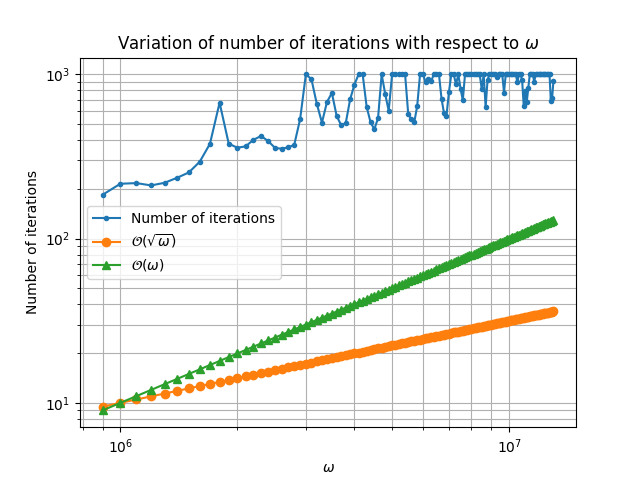 Variation of number of iterations with respect to ω
Number of iterations
10³
10²
10¹
Number of iterations
𝒪(√ω)
𝒪(ω)
10⁶
10⁷
ω